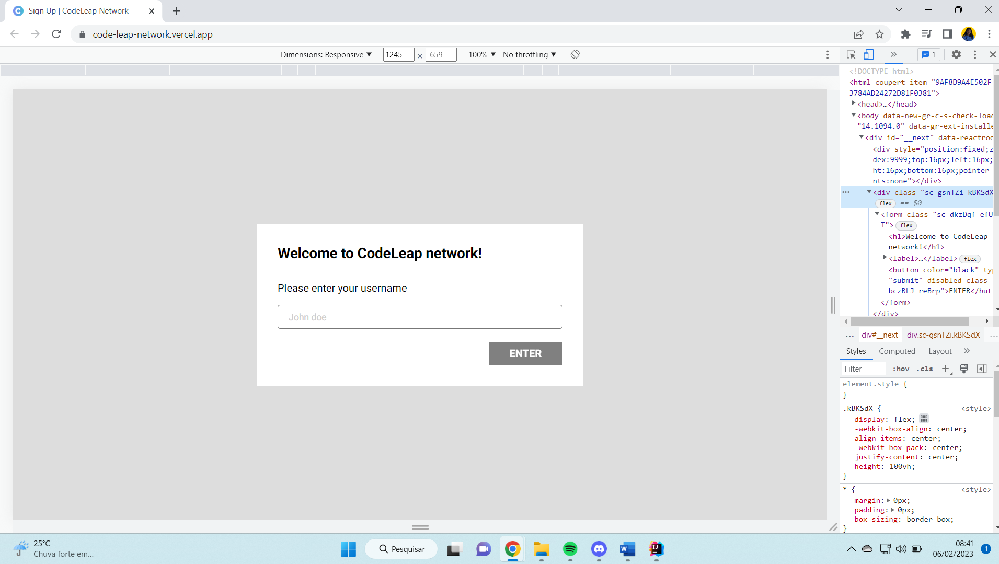 Sign Up | CodeLeap Network
code-leap-network.vercel.app
Dimensions: Responsive ▼ 1245 × 659 100% ▼ No throttling ▼
1
<!DOCTYPE html>
<html coupert-item="9AF8D9A4E502F
3784AD24272D81F0381">
<head>…</head>
<body data-new-gr-c-s-check-load
"14.1094.0" data-gr-ext-installe
<div id="__next" data-reactroo
<div style="position:fixed;z
dex:9999;top:16px;left:16px;
ht:16px;bottom:16px;pointer-
nts:none"></div>
<div class="sc-gsnTZi kBKSdX
flex == $0
<form class="sc-dkzDqf efU
T"> flex
<h1>Welcome to CodeLeap
network!</h1>
<label>…</label> flex
<button color="black" typ
"submit" disabled class=
bczRLJ reBrp">ENTER</butt
</form>
</div>
Welcome to CodeLeap network!
Please enter your username
John doe
ENTER
... div#__next div.sc-gsnTZi.kBKSdX ...
Styles Computed Layout »
Filter :hov .cls +
element.style {
}
.kBKSdX { <style>
display: flex;
-webkit-box-align: center;
align-items: center;
-webkit-box-pack: center;
justify-content: center;
height: 100vh;
}
* { <style>
margin: 0px;
padding: 0px;
box-sizing: border-box;
}
25°C
Chuva forte em...
Pesquisar
08:41
06/02/2023
1